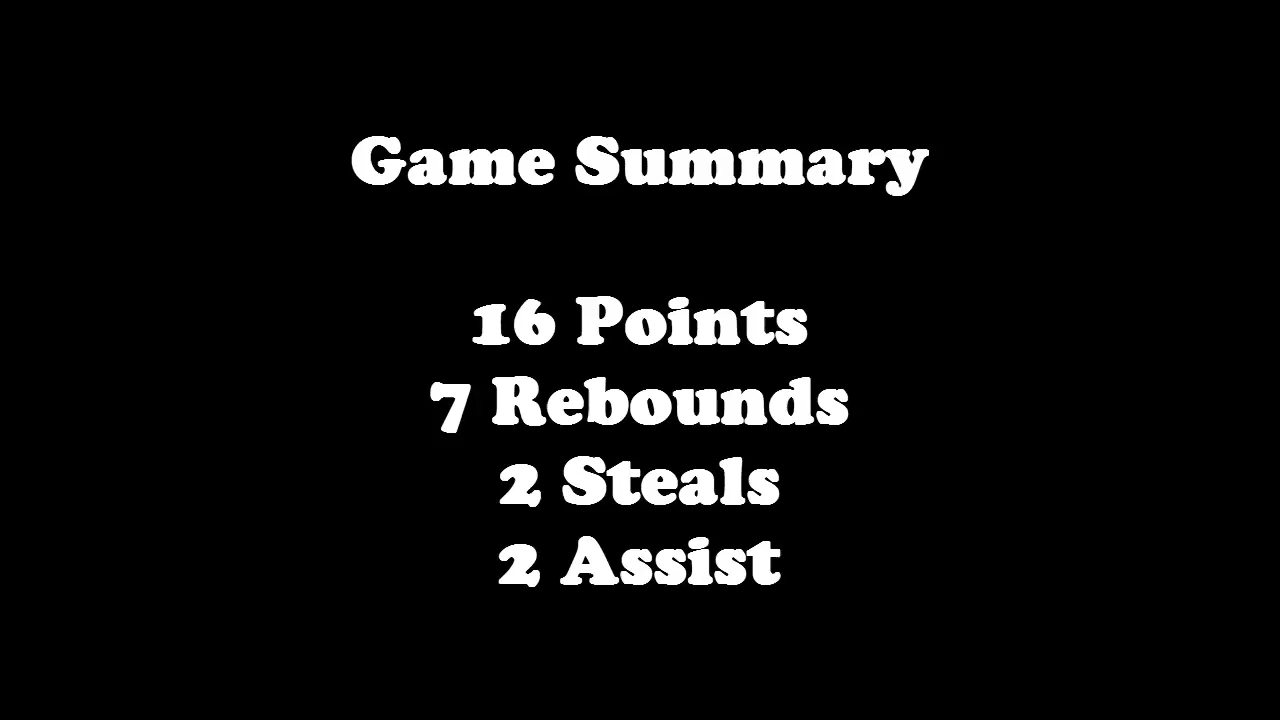 Game Summary
16 Points
7 Rebounds
2 Steals
2 Assist